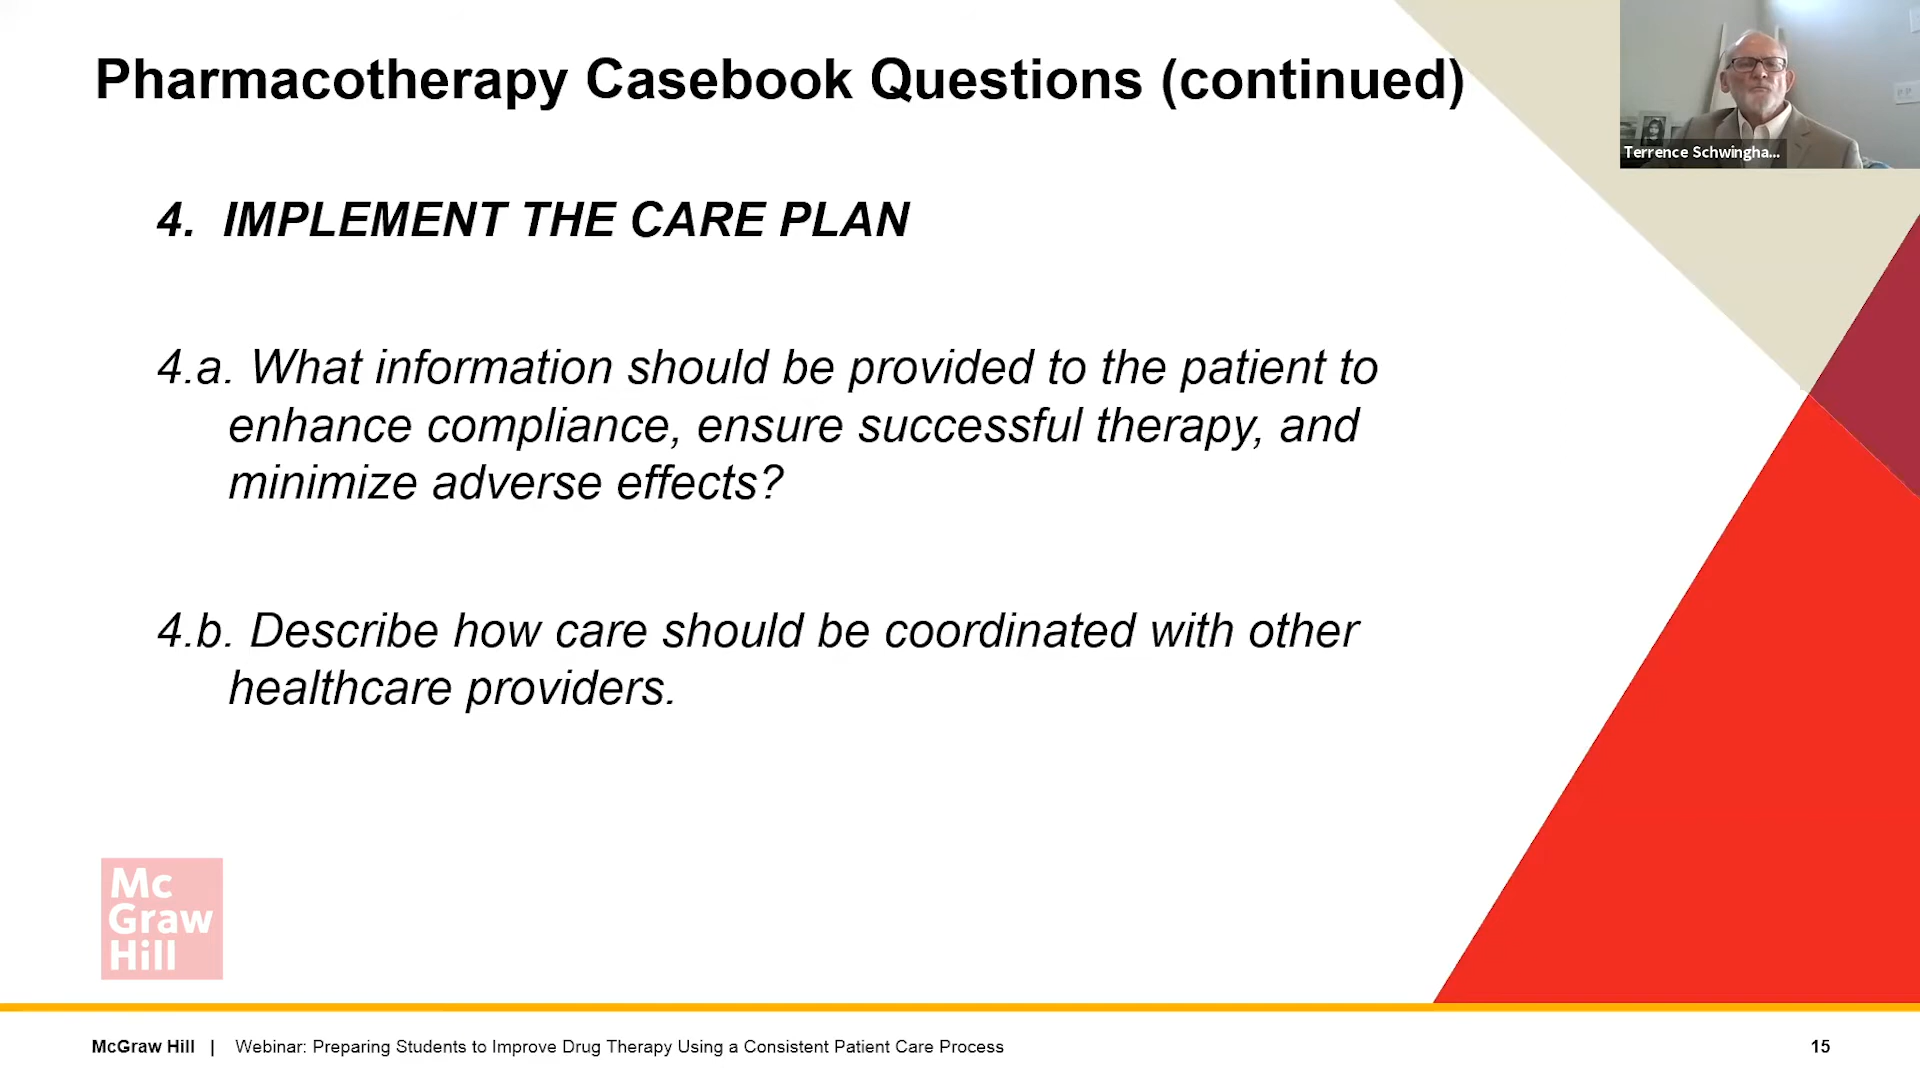 Pharmacotherapy Casebook Questions (continued)
Terrence Schwingha...
4. IMPLEMENT THE CARE PLAN
4.a. What information should be provided to the patient to
enhance compliance, ensure successful therapy, and
minimize adverse effects?
4.b. Describe how care should be coordinated with other
healthcare providers.
Mc
Graw
Hill
McGraw Hill | Webinar: Preparing Students to Improve Drug Therapy Using a Consistent Patient Care Process 15